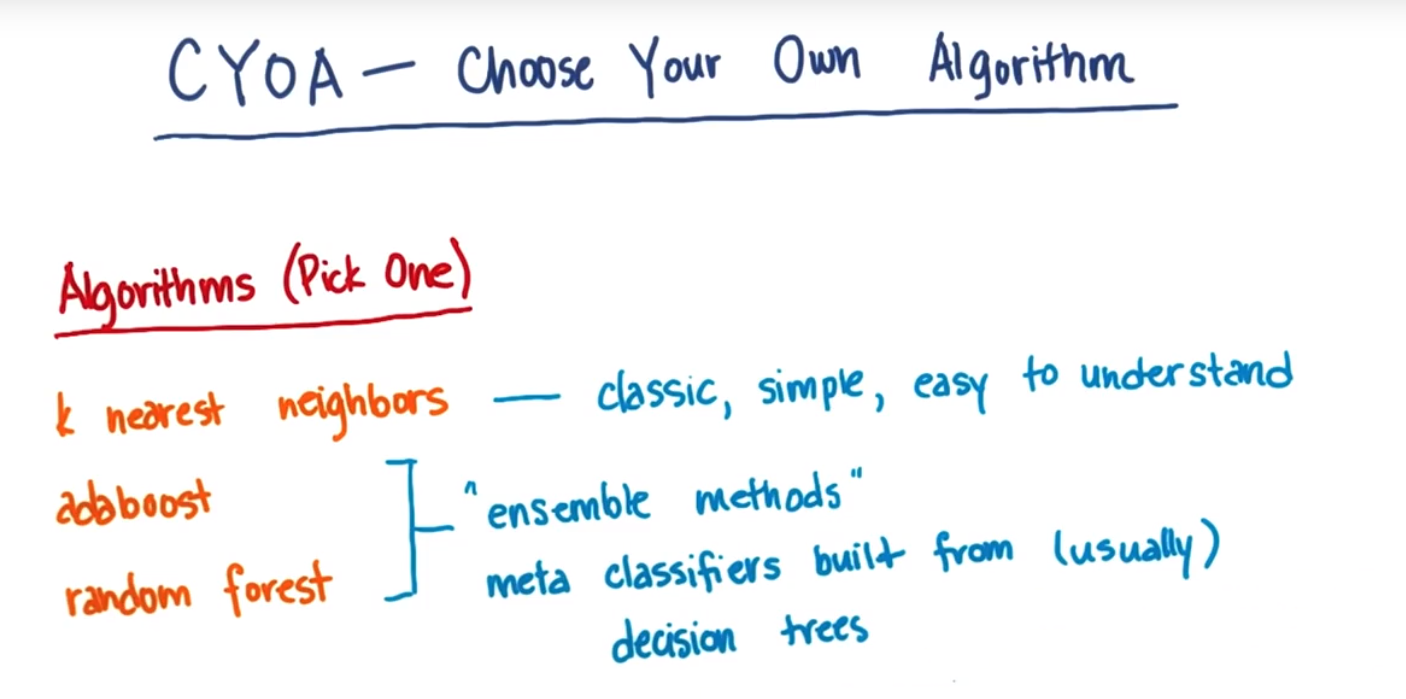 CYOA — Choose Your Own Algorithm
Algorithms (Pick One)
k nearest neighbors — classic, simple, easy to understand
adaboost
random forest
"ensemble methods"
meta classifiers built from (usually)
decision trees